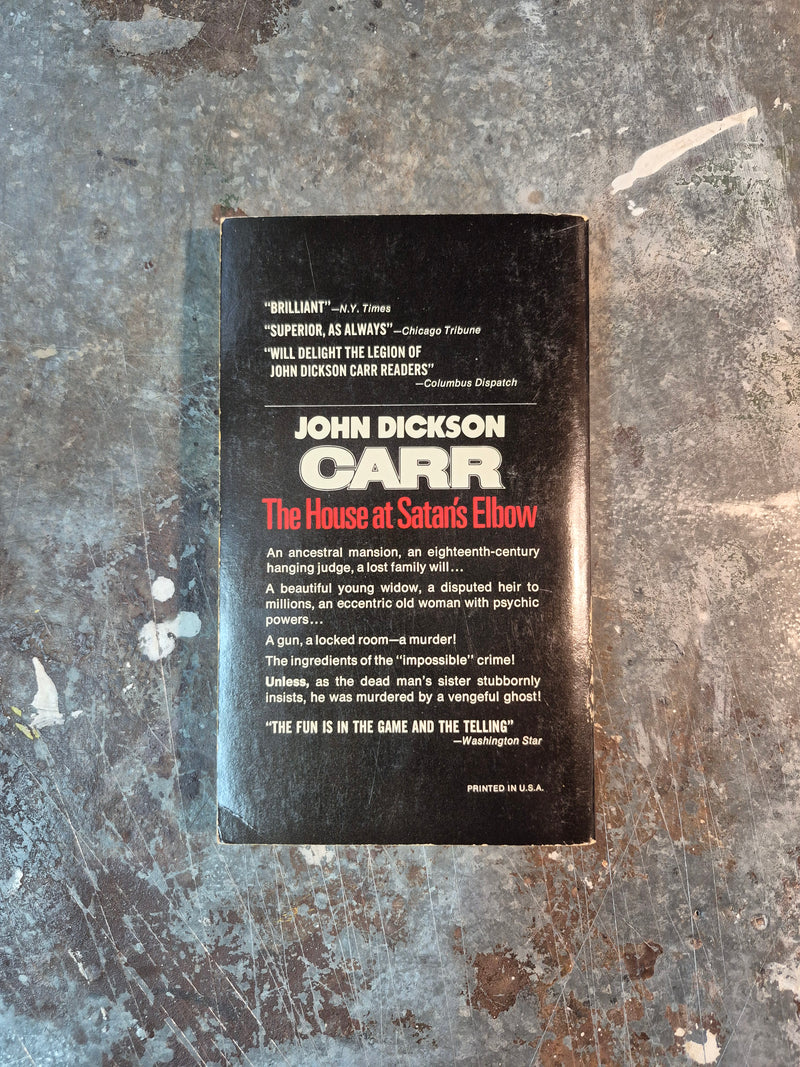 "BRILLIANT"—N.Y. Times
"SUPERIOR, AS ALWAYS"—Chicago Tribune
"WILL DELIGHT THE LEGION OF
JOHN DICKSON CARR READERS"
—Columbus Dispatch
JOHN DICKSON
CARR
The House at Satan's Elbow
An ancestral mansion, an eighteenth-century
hanging judge, a lost family will...
A beautiful young widow, a disputed heir to
millions, an eccentric old woman with psychic
powers...
A gun, a locked room—a murder!
The ingredients of the "impossible" crime!
Unless, as the dead man's sister stubbornly
insists, he was murdered by a vengeful ghost!
"THE FUN IS IN THE GAME AND THE TELLING"
—Washington Star
PRINTED IN U.S.A.